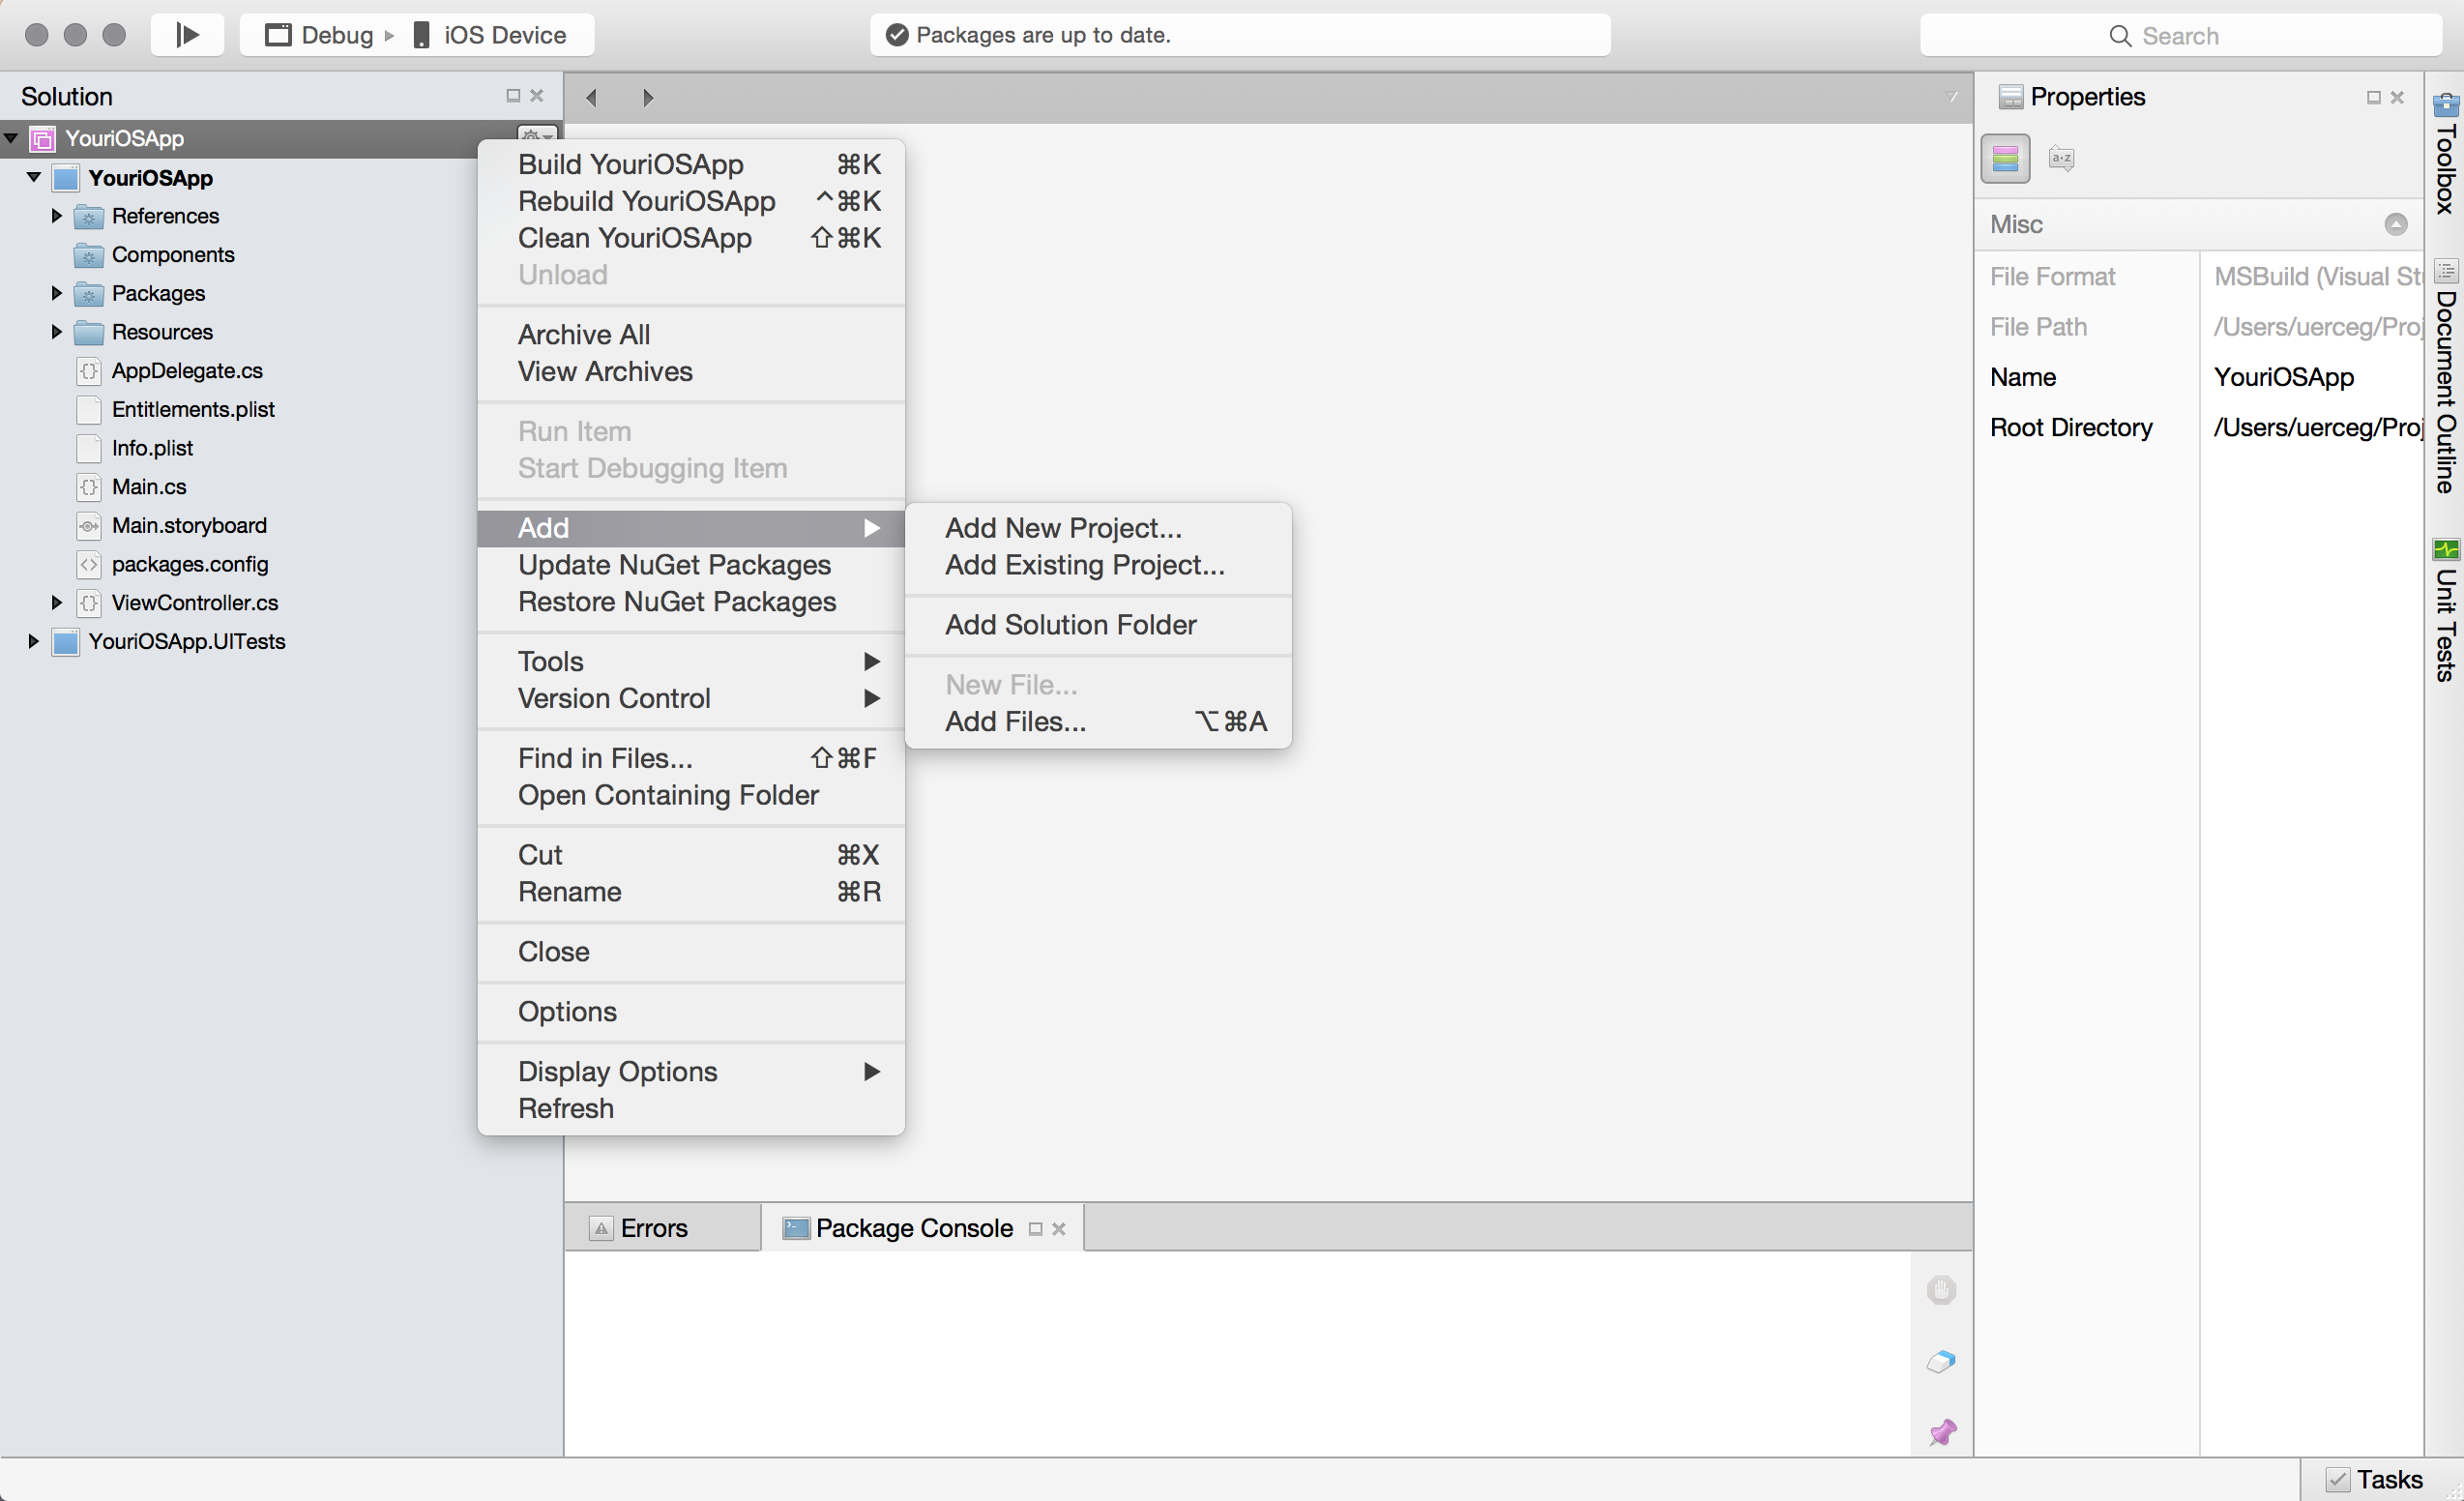 Debug
iOS Device
Packages are up to date.
Search
Solution
YouriOSApp
YouriOSApp
References
Components
Packages
Resources
AppDelegate.cs
Entitlements.plist
Info.plist
Main.cs
Main.storyboard
packages.config
ViewController.cs
YouriOSApp.UITests
Build YouriOSApp ⌘K
Rebuild YouriOSApp ^⌘K
Clean YouriOSApp ⇧⌘K
Unload
Archive All
View Archives
Run Item
Start Debugging Item
Add
Update NuGet Packages
Restore NuGet Packages
Tools
Version Control
Find in Files... ⇧⌘F
Open Containing Folder
Cut ⌘X
Rename ⌘R
Close
Options
Display Options
Refresh
Add New Project...
Add Existing Project...
Add Solution Folder
New File...
Add Files... ⌥⌘A
Errors
Package Console
Properties
a-z
Misc
File Format MSBuild (Visual St
File Path /Users/uerceg/Proj
Name YouriOSApp
Root Directory /Users/uerceg/Proj
Toolbox
Document Outline
Unit Tests
Tasks